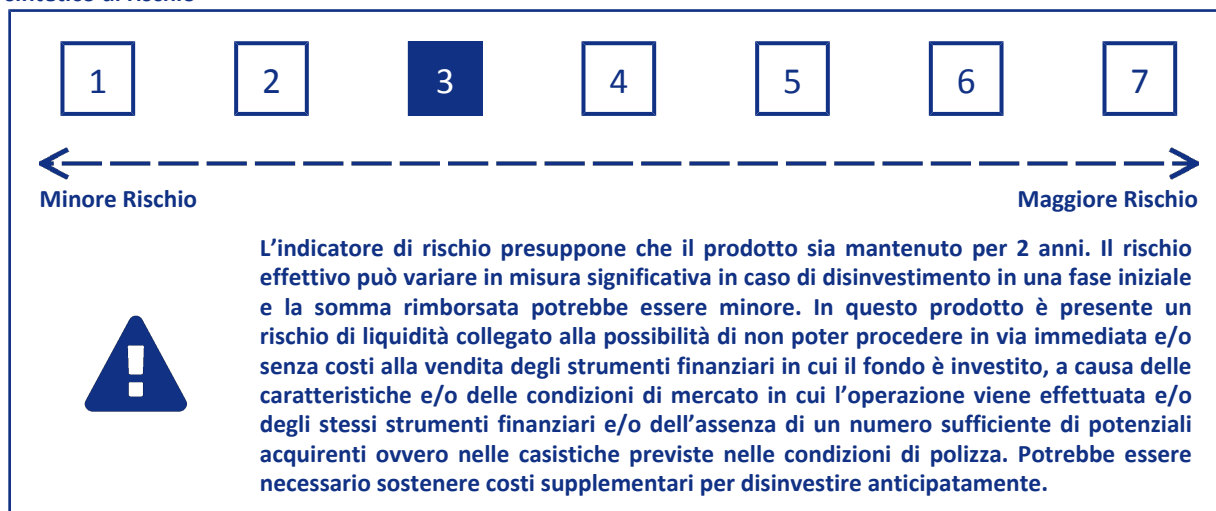 sintetico di rischio
1 2 3 4 5 6 7
Minore Rischio Maggiore Rischio
L’indicatore di rischio presuppone che il prodotto sia mantenuto per 2 anni. Il rischio
effettivo può variare in misura significativa in caso di disinvestimento in una fase iniziale
e la somma rimborsata potrebbe essere minore. In questo prodotto è presente un
rischio di liquidità collegato alla possibilità di non poter procedere in via immediata e/o
senza costi alla vendita degli strumenti finanziari in cui il fondo è investito, a causa delle
caratteristiche e/o delle condizioni di mercato in cui l’operazione viene effettuata e/o
degli stessi strumenti finanziari e/o dell’assenza di un numero sufficiente di potenziali
acquirenti ovvero nelle casistiche previste nelle condizioni di polizza. Potrebbe essere
necessario sostenere costi supplementari per disinvestire anticipatamente.